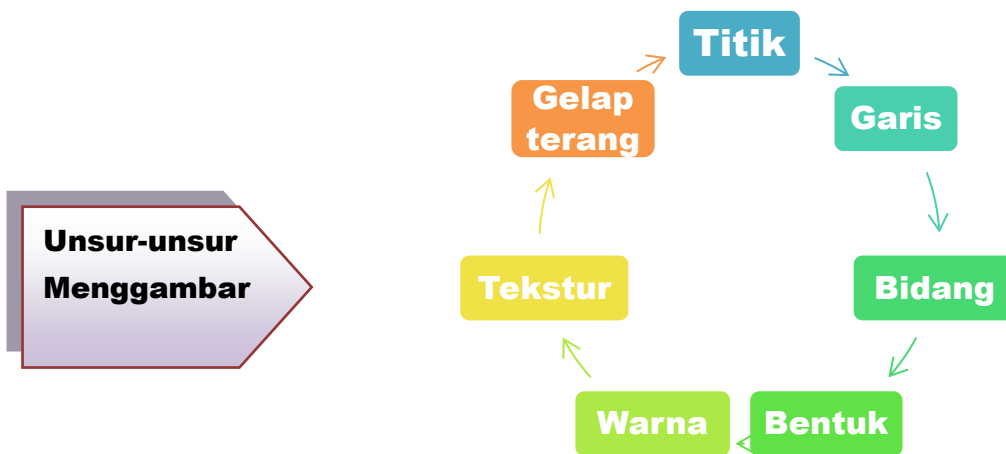 Unsur-unsur
Menggambar
Titik
Garis
Bidang
Bentuk
Warna
Tekstur
Gelap
terang